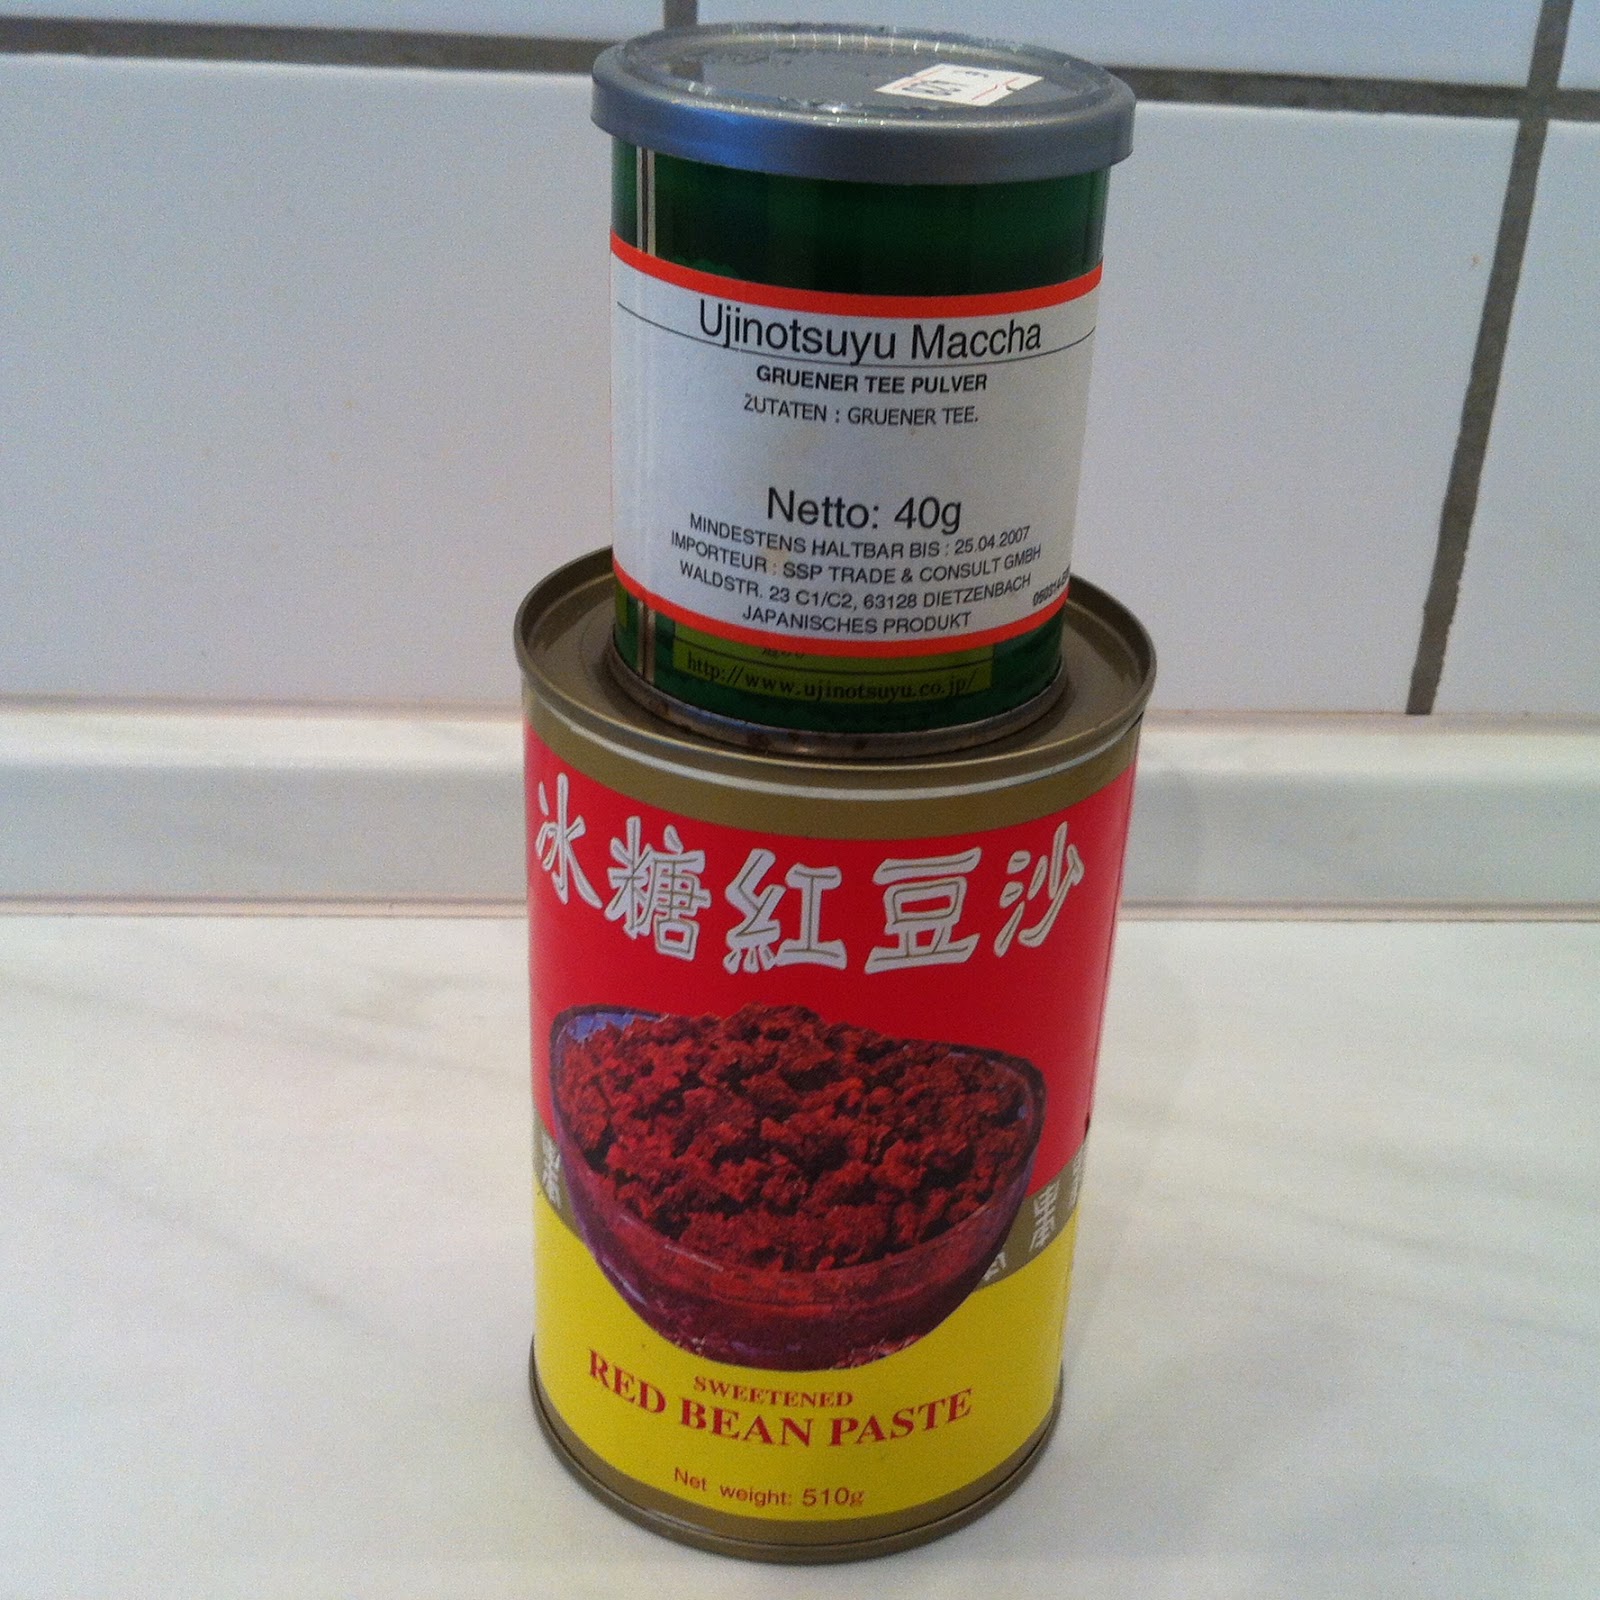 Ujinotsuyu Maccha
GRUENER TEE PULVER
ZUTATEN : GRUENER TEE.
Netto: 40g
MINDESTENS HALTBAR BIS : 25.04.2007
IMPORTEUR : SSP TRADE & CONSULT GMBH
WALDSTR. 23 C1/C2, 63128 DIETZENBACH
JAPANISCHES PRODUKT
http://www.ujinotsuyu.co.jp/
冰糖紅豆沙
SWEETENED
RED BEAN PASTE
Net weight: 510g